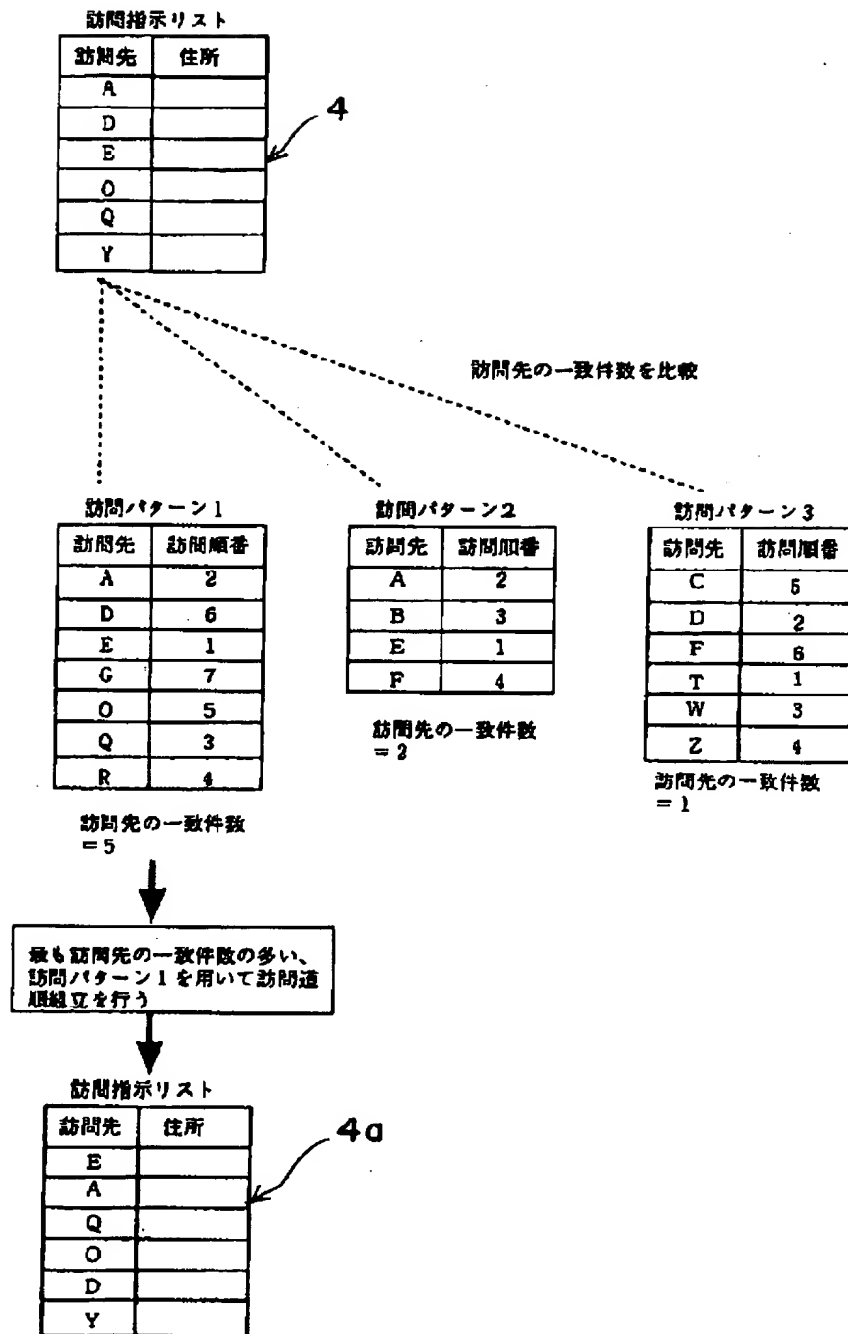 訪問指示リスト
訪問先 住所
A
D
E
O
Q
Y
4
訪問先の一致件数を比較
訪問パターン1
訪問先 訪問順番
A 2
D 6
E 1
G 7
O 5
Q 3
R 4
訪問先の一致件数
=5
訪問パターン2
訪問先 訪問順番
A 2
B 3
E 1
F 4
訪問先の一致件数
=2
訪問パターン3
訪問先 訪問順番
C 5
D 2
F 6
T 1
W 3
Z 4
訪問先の一致件数
=1
最も訪問先の一致件数の多い、
訪問パターン1を用いて訪問道
順組立を行う
訪問指示リスト
訪問先 住所
E
A
Q
O
D
Y
4a